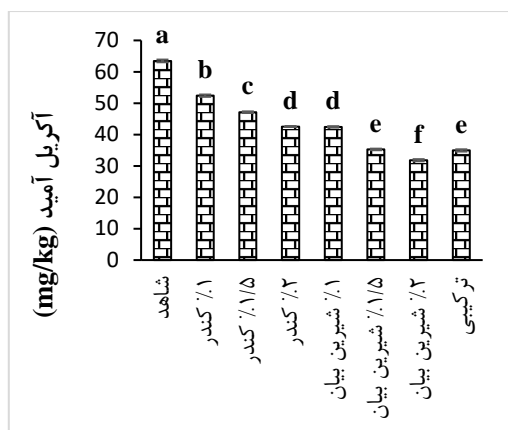 آکریل آمید (mg/kg)
70
60
50
40
30
20
10
0
a
b
c
d
d
e
f
e
شاهد
۱٪ کندر
۱/۵٪ کندر
۲٪ کندر
۱٪ شیرین بیان
۱/۵٪ شیرین بیان
۲٪ شیرین بیان
ترکیبی